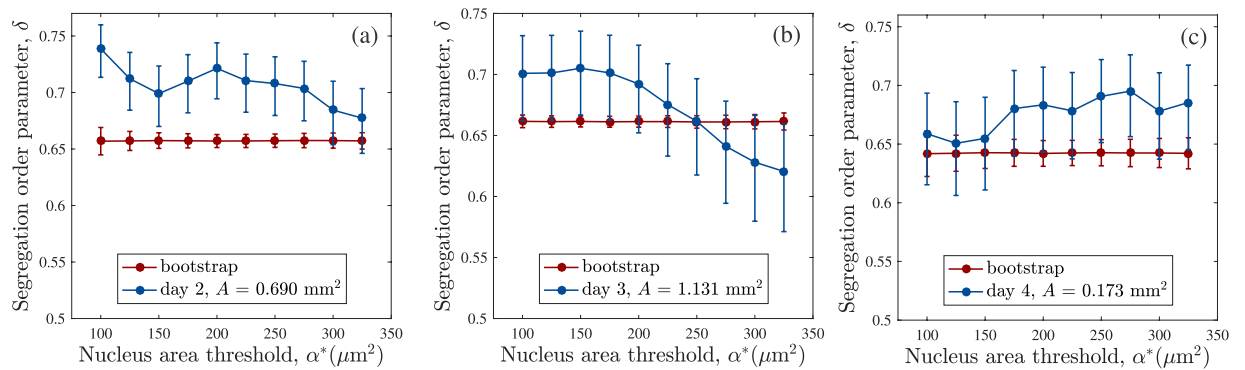 (a)
Segregation order parameter, δ
0.75
0.7
0.65
0.6
0.55
0.5
bootstrap
day 2, A = 0.690 mm²
100 150 200 250 300 350
Nucleus area threshold, α*(μm²)
(b)
Segregation order parameter, δ
0.75
0.7
0.65
0.6
0.55
0.5
bootstrap
day 3, A = 1.131 mm²
100 150 200 250 300 350
Nucleus area threshold, α*(μm²)
(c)
Segregation order parameter, δ
0.75
0.7
0.65
0.6
0.55
0.5
bootstrap
day 4, A = 0.173 mm²
100 150 200 250 300 350
Nucleus area threshold, α*(μm²)